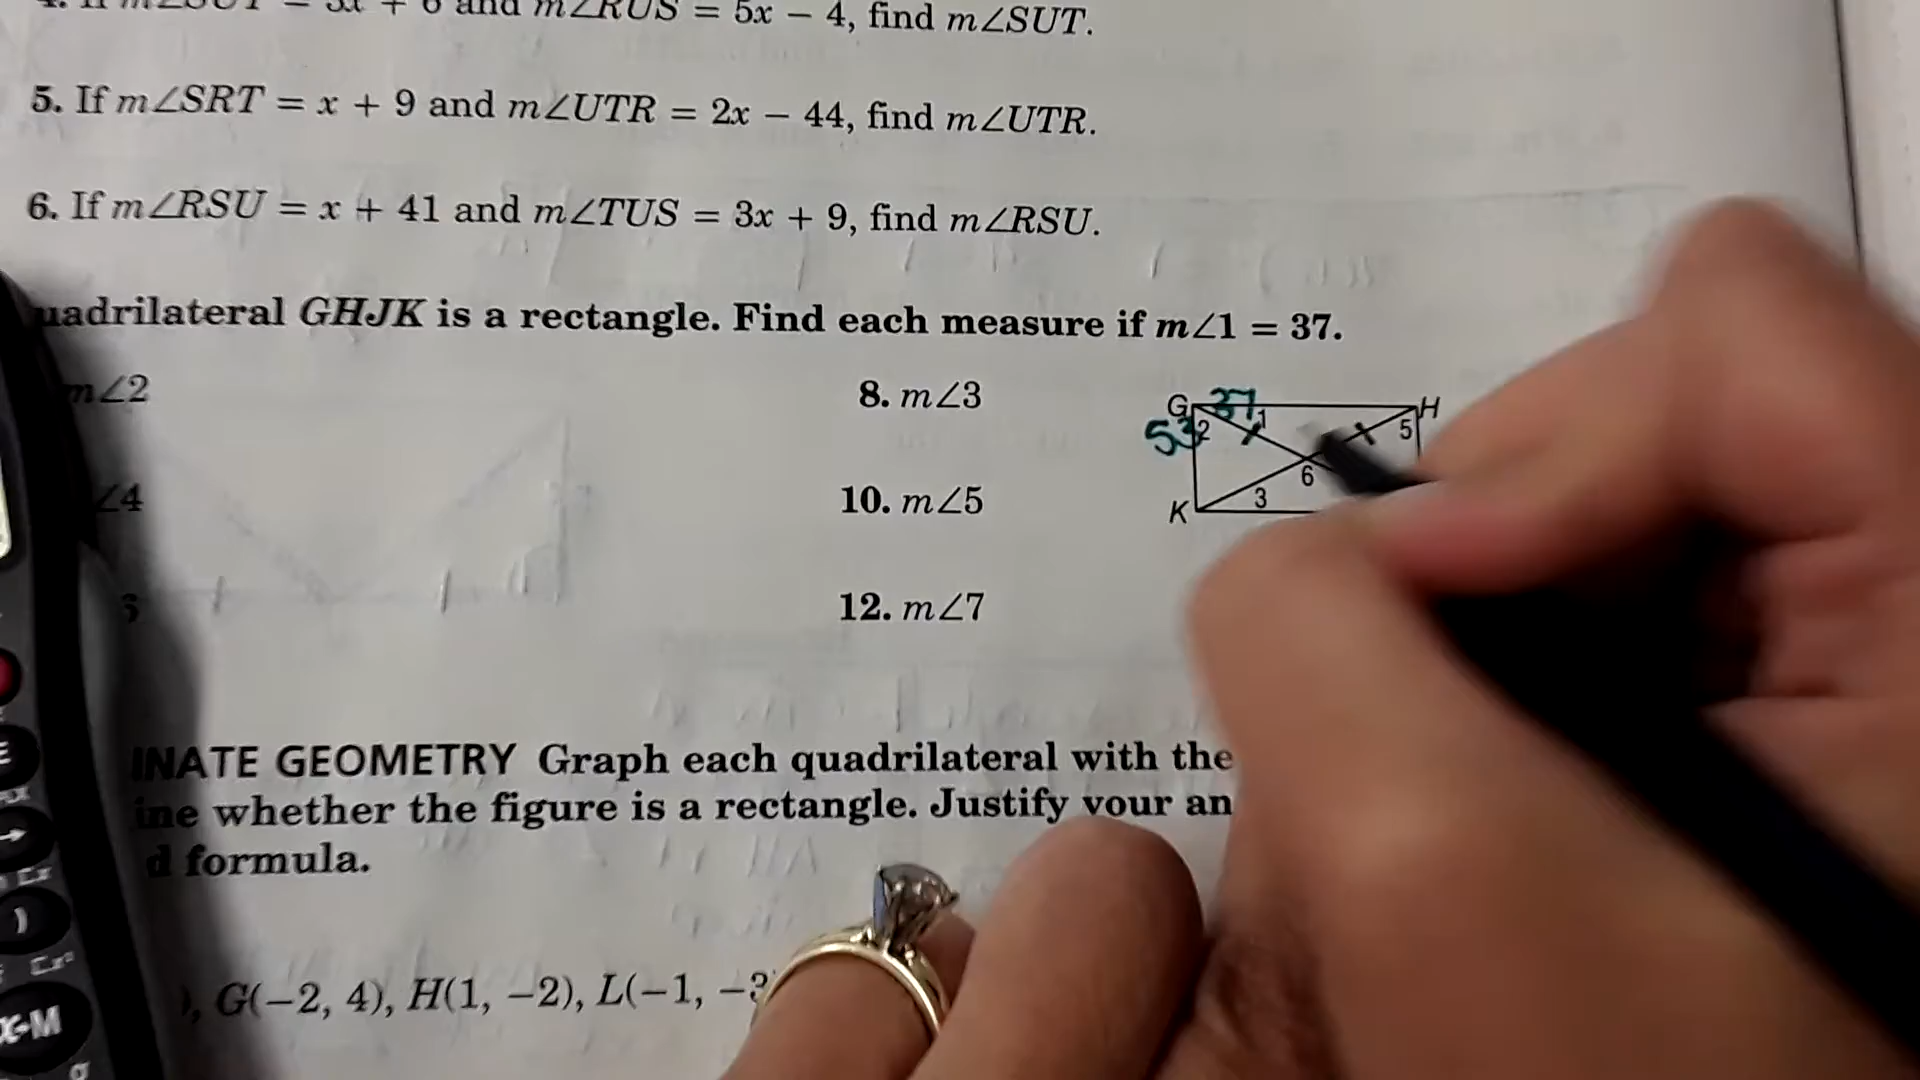 and m∠RUS = 5x − 4, find m∠SUT.
5. If m∠SRT = x + 9 and m∠UTR = 2x − 44, find m∠UTR.
6. If m∠RSU = x + 41 and m∠TUS = 3x + 9, find m∠RSU.
uadrilateral GHJK is a rectangle. Find each measure if m∠1 = 37.
m∠2
8. m∠3
G 37 1 H
53 2 5
6
K 3
∠4
10. m∠5
12. m∠7
INATE GEOMETRY Graph each quadrilateral with the
ine whether the figure is a rectangle. Justify your an
d formula.
), G(−2, 4), H(1, −2), L(−1, −3